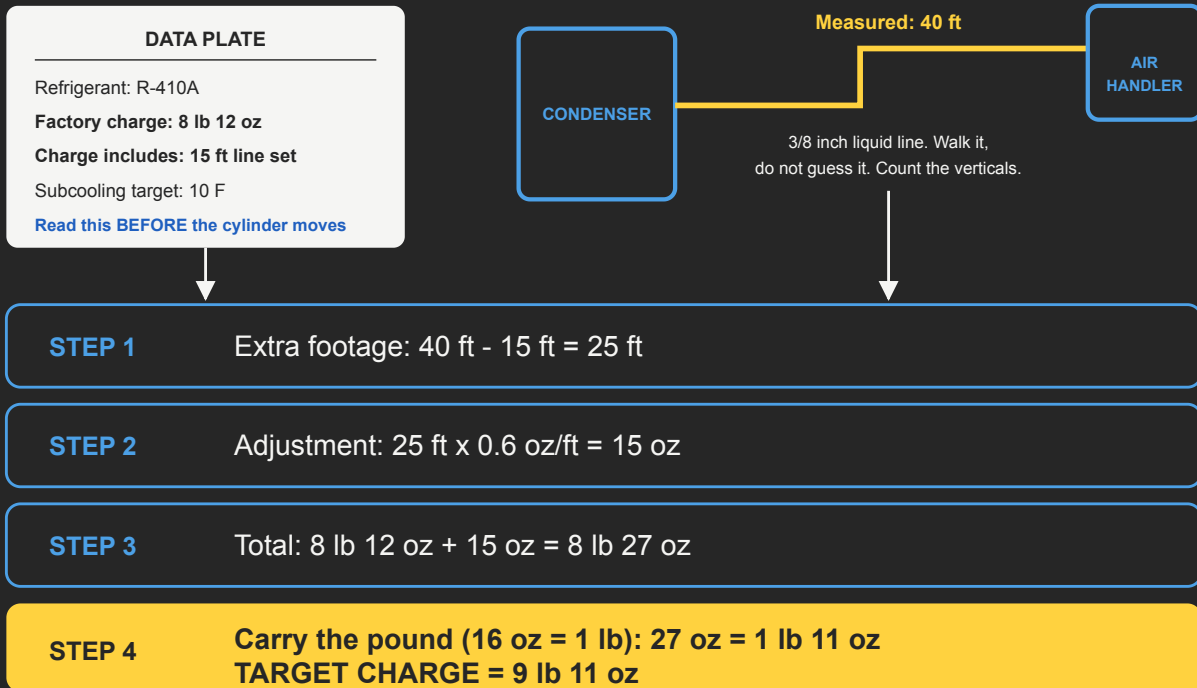 DATA PLATE
Refrigerant: R-410A
Factory charge: 8 lb 12 oz
Charge includes: 15 ft line set
Subcooling target: 10 F
Read this BEFORE the cylinder moves
Measured: 40 ft
CONDENSER
AIR
HANDLER
3/8 inch liquid line. Walk it,
do not guess it. Count the verticals.
STEP 1 Extra footage: 40 ft - 15 ft = 25 ft
STEP 2 Adjustment: 25 ft x 0.6 oz/ft = 15 oz
STEP 3 Total: 8 lb 12 oz + 15 oz = 8 lb 27 oz
STEP 4 Carry the pound (16 oz = 1 lb): 27 oz = 1 lb 11 oz
TARGET CHARGE = 9 lb 11 oz